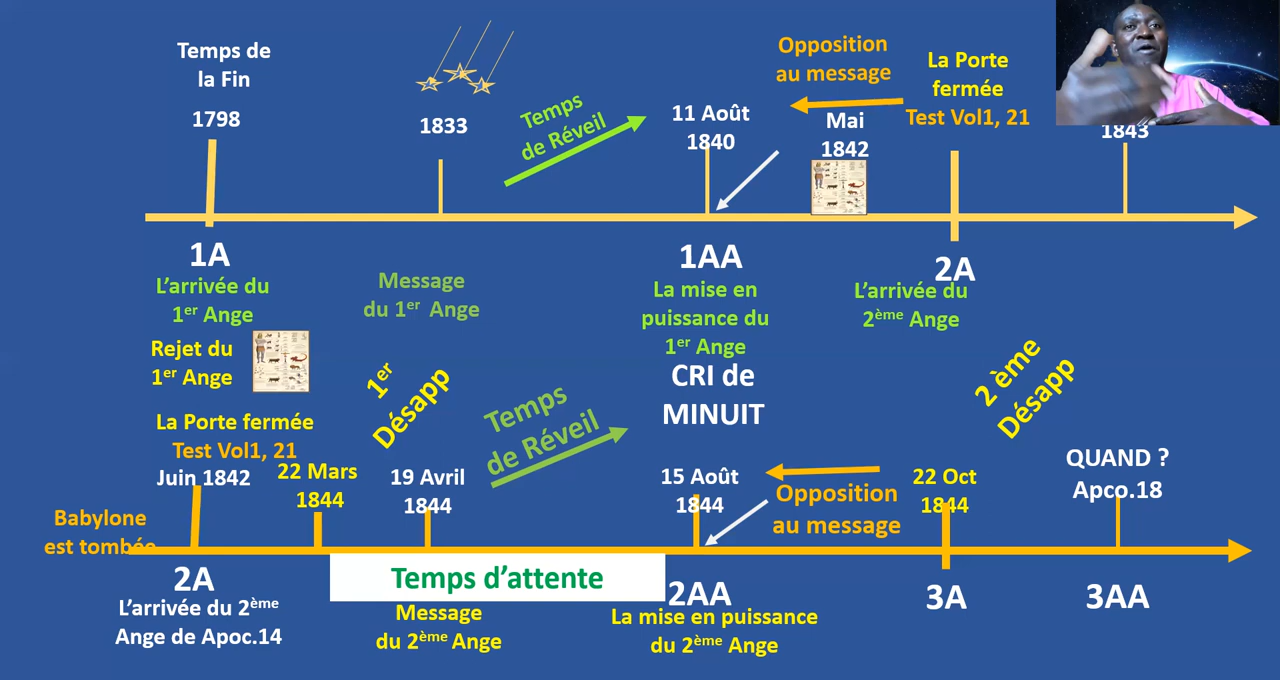 Temps de
la Fin
1798
1833
Temps
de Réveil
11 Août
1840
Opposition
au message
Mai
1842
La Porte
fermée
Test Vol1, 21
1843
1A
L’arrivée du
1er Ange
Message
du 1er Ange
1AA
La mise en
puissance du
1er Ange
2A
L’arrivée du
2ème Ange
Rejet du
1er Ange
La Porte fermée
Test Vol1, 21
Juin 1842
22 Mars
1844
1er
Désapp
19 Avril
1844
Temps
de Réveil
CRI de
MINUIT
15 Août
1844
Opposition
au message
2 ème
Désapp
22 Oct
1844
QUAND ?
Apco.18
Babylone
est tombée
2A
L’arrivée du 2ème
Ange de Apoc.14
Temps d’attente
Message
du 2ème Ange
2AA
La mise en puissance
du 2ème Ange
3A
3AA